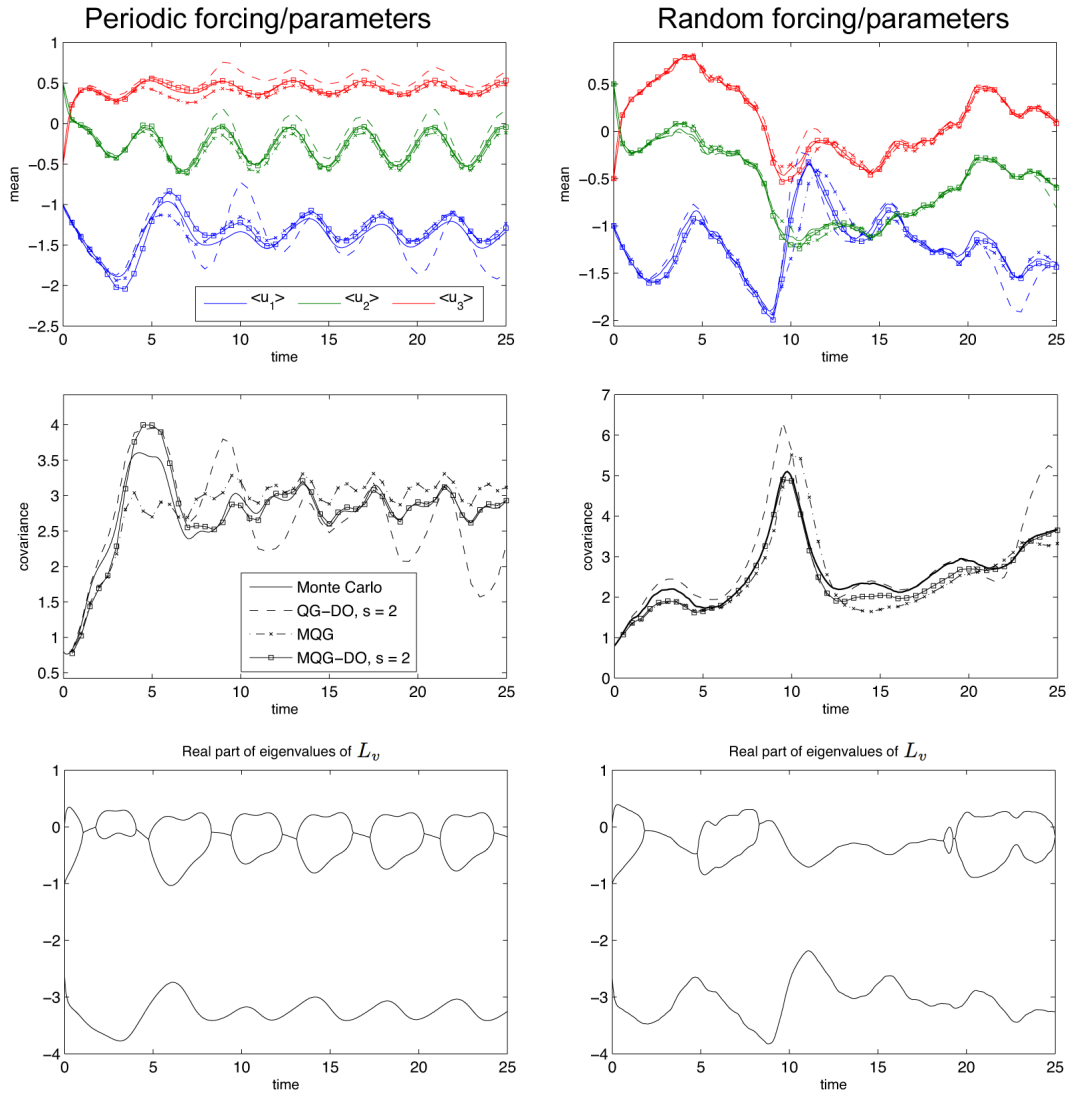 Periodic forcing/parameters
Random forcing/parameters
1
0.5
0
−0.5
−1
−1.5
−2
−2.5
mean
<u1>
<u2>
<u3>
0 5 10 15 20 25
time
0.5
0
−0.5
−1
−1.5
−2
mean
0 5 10 15 20 25
time
4
3.5
3
2.5
2
1.5
1
0.5
covariance
Monte Carlo
QG−DO, s = 2
MQG
MQG−DO, s = 2
0 5 10 15 20 25
time
7
6
5
4
3
2
1
0
covariance
0 5 10 15 20 25
time
Real part of eigenvalues of Lv
1
0
−1
−2
−3
−4
0 5 10 15 20 25
time
Real part of eigenvalues of Lv
1
0
−1
−2
−3
−4
0 5 10 15 20 25
time